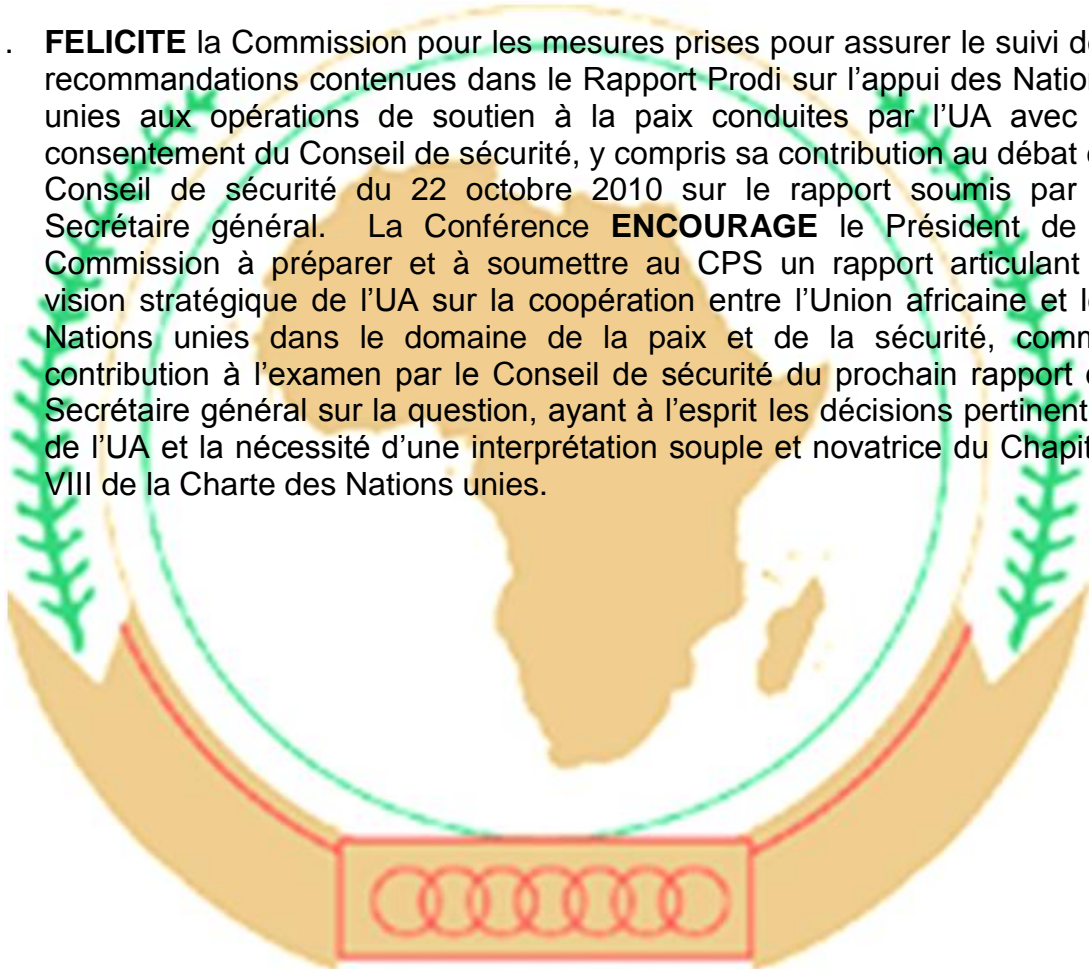 . FELICITE la Commission pour les mesures prises pour assurer le suivi de
recommandations contenues dans le Rapport Prodi sur l’appui des Nation
unies aux opérations de soutien à la paix conduites par l’UA avec
consentement du Conseil de sécurité, y compris sa contribution au débat
Conseil de sécurité du 22 octobre 2010 sur le rapport soumis par
Secrétaire général. La Conférence ENCOURAGE le Président de
Commission à préparer et à soumettre au CPS un rapport articulant
vision stratégique de l’UA sur la coopération entre l’Union africaine et
Nations unies dans le domaine de la paix et de la sécurité, comm
contribution à l’examen par le Conseil de sécurité du prochain rapport
Secrétaire général sur la question, ayant à l’esprit les décisions pertinent
de l’UA et la nécessité d’une interprétation souple et novatrice du Chapit
VIII de la Charte des Nations unies.